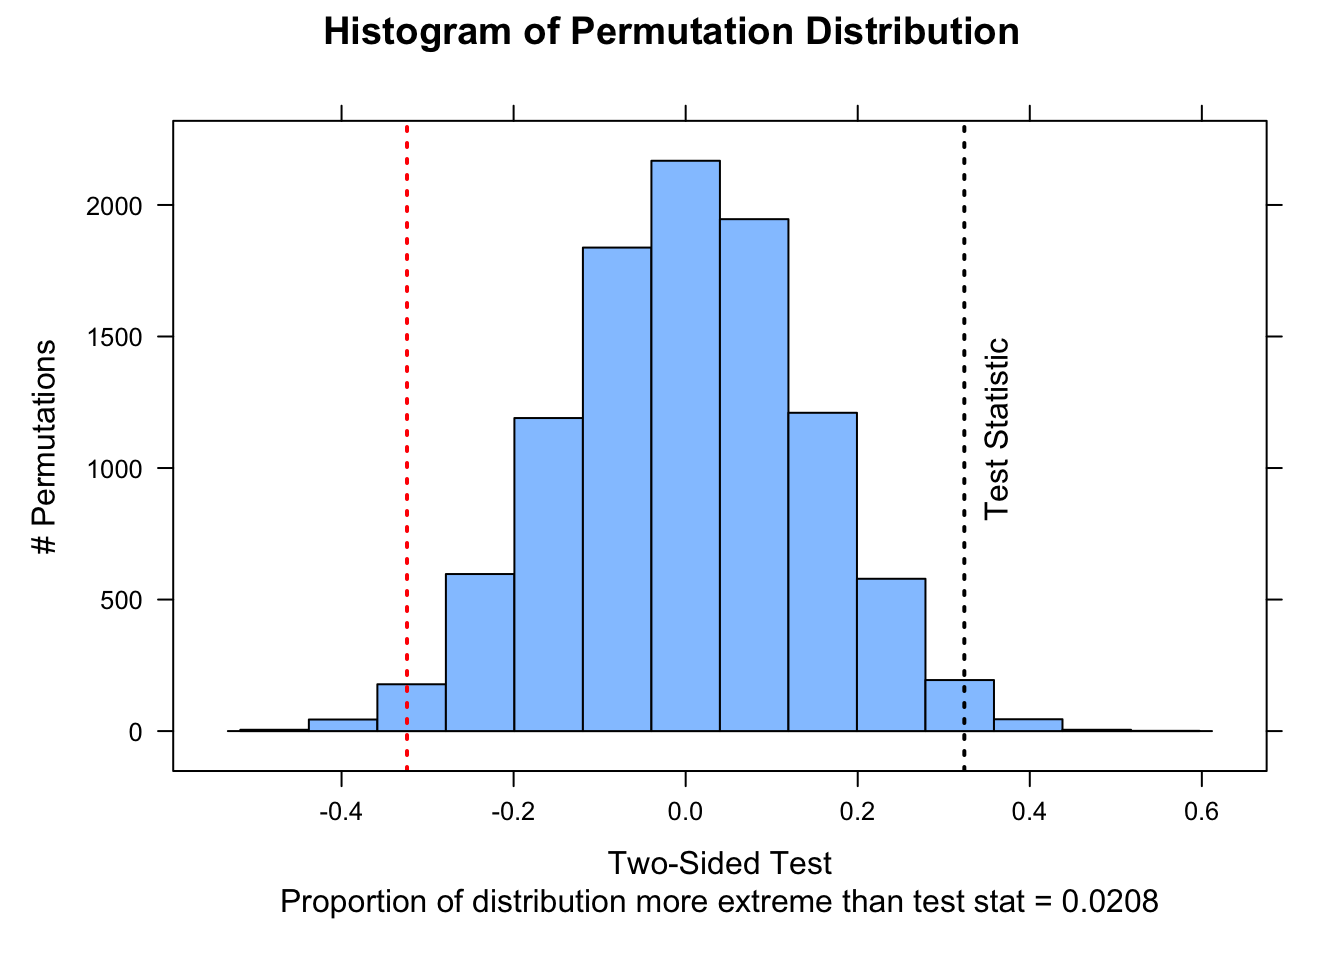 Histogram of Permutation Distribution
# Permutations
2000
1500
1000
500
0
Test Statistic
-0.4
-0.2
0.0
0.2
0.4
0.6
Two-Sided Test
Proportion of distribution more extreme than test stat = 0.0208